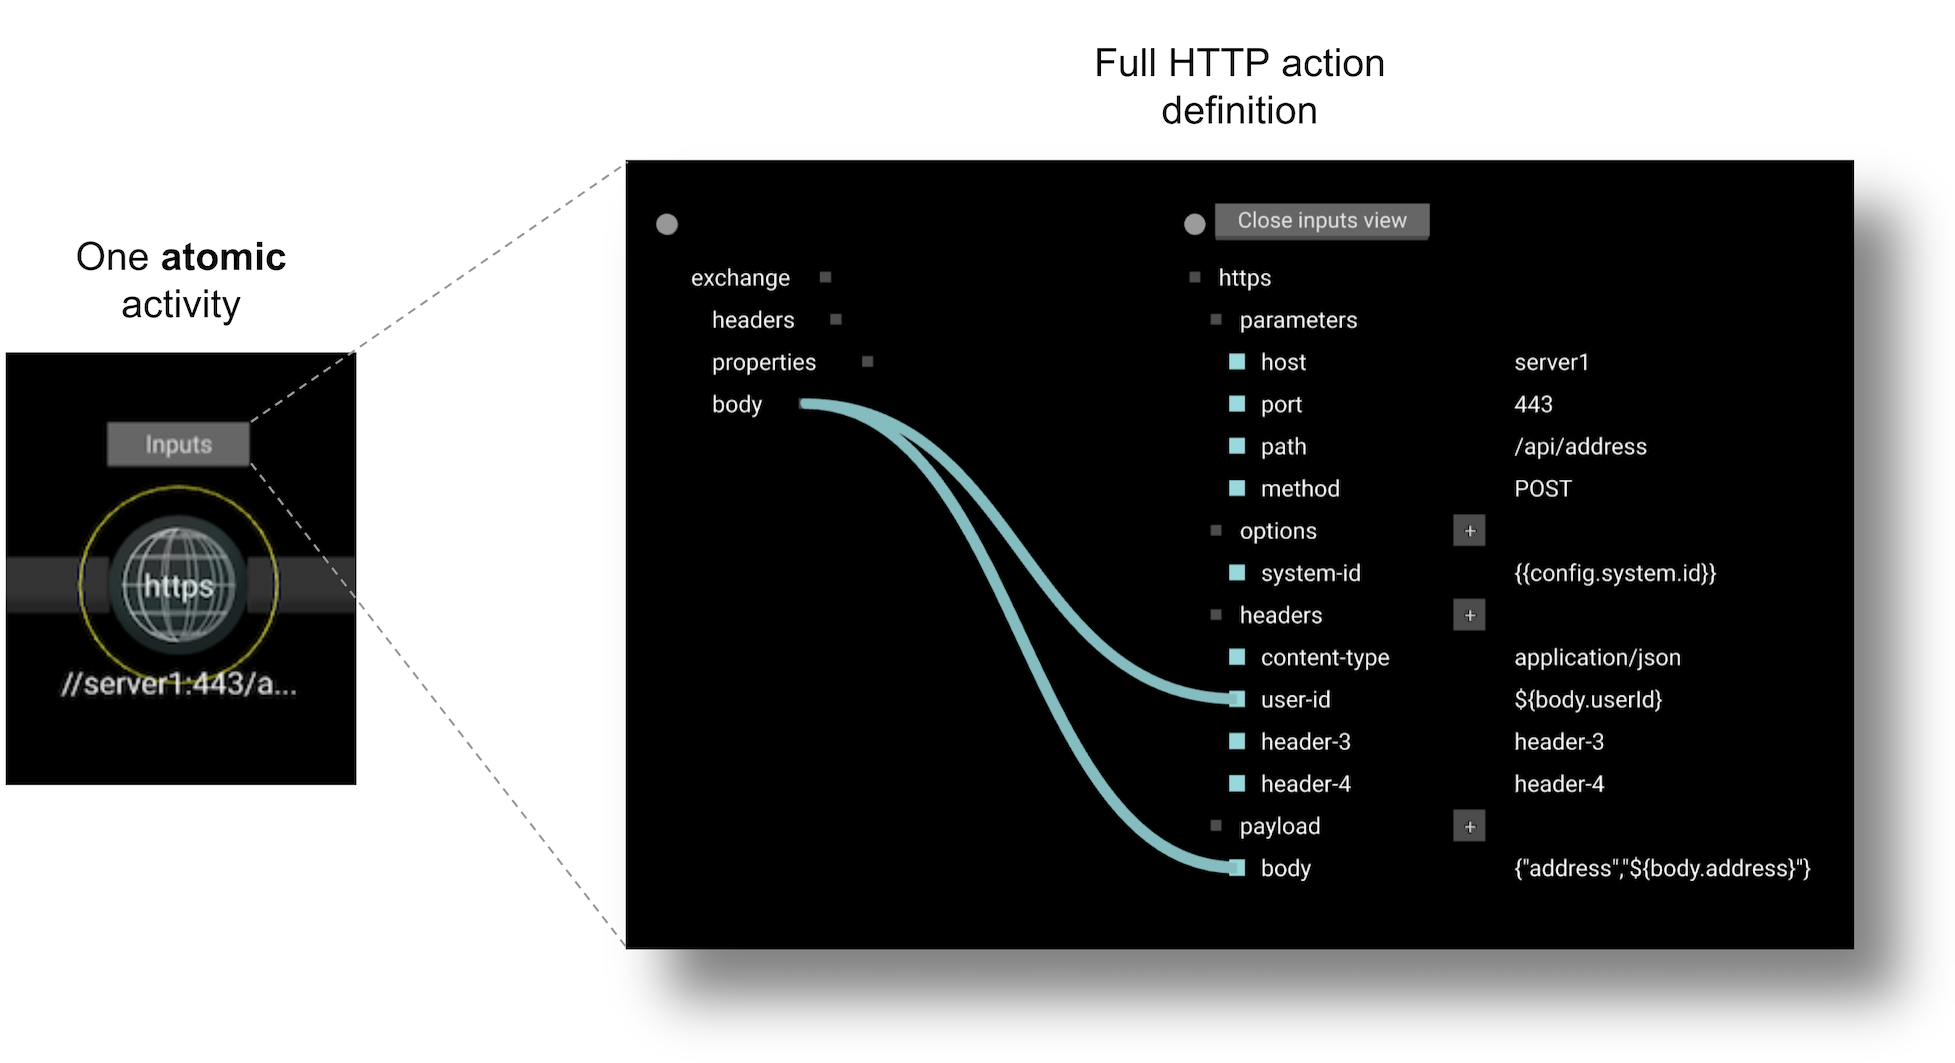 Full HTTP action
definition
One atomic
activity
Inputs
https
//server1:443/a...
Close inputs view
exchange
headers
properties
body
https
parameters
host server1
port 443
path /api/address
method POST
options +
system-id {{config.system.id}}
headers +
content-type application/json
user-id ${body.userId}
header-3 header-3
header-4 header-4
payload +
body {"address","${body.address}"}